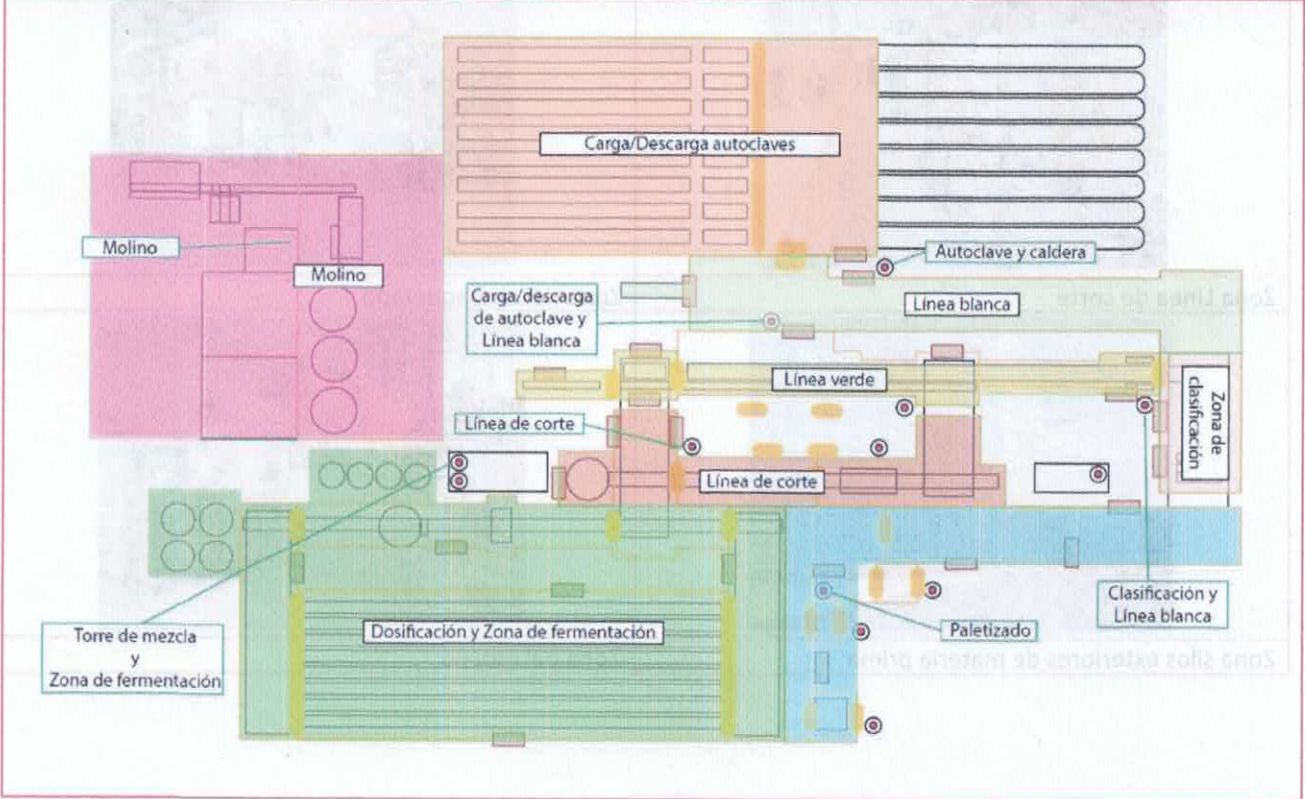 Carga/Descarga autoclaves
Molino
Molino
Autoclave y caldera
Carga/descarga
de autoclave y
Línea blanca
Línea blanca
Línea verde
Zona de
clasificación
Línea de corte
Línea de corte
Zona Línea de corte
Dosificación y Zona de fermentación
Torre de mezcla
y
Zona de fermentación
Paletizado
Clasificación y
Línea blanca
Zona silos exteriores de materia prima